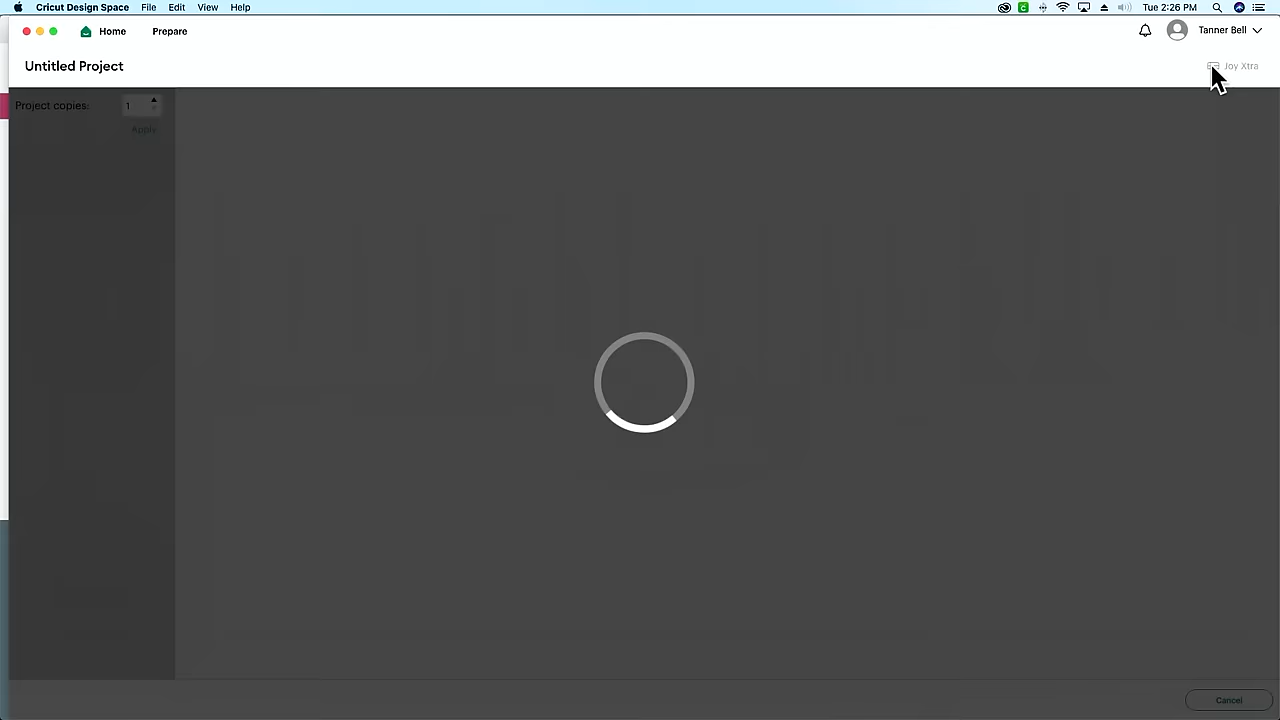 Cricut Design Space File Edit View Help Tue 2:26 PM
Home Prepare Tanner Bell
Untitled Project Joy Xtra
Project copies: 1
Apply
Cancel